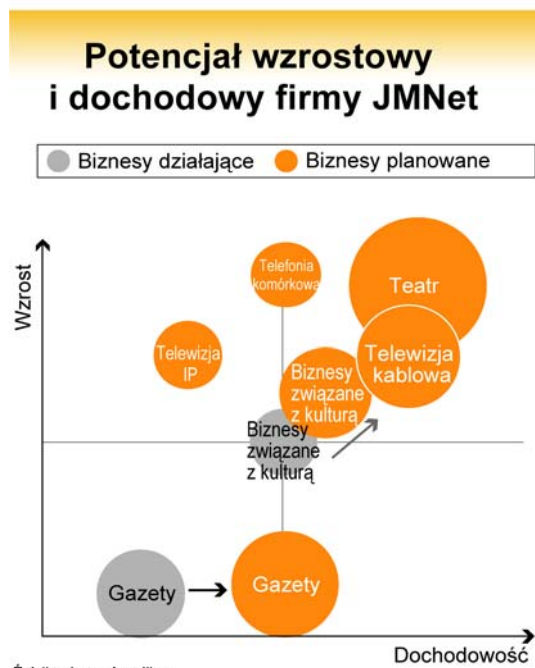 Potencjał wzrostowy
i dochodowy firmy JMNet
Biznesy działające
Biznesy planowane
Wzrost
Telefonia
komórkowa
Teatr
Telewizja
IP
Telewizja
kablowa
Biznesy
związane
z kulturą
Biznesy
związane
z kulturą
Gazety
Gazety
Dochodowość